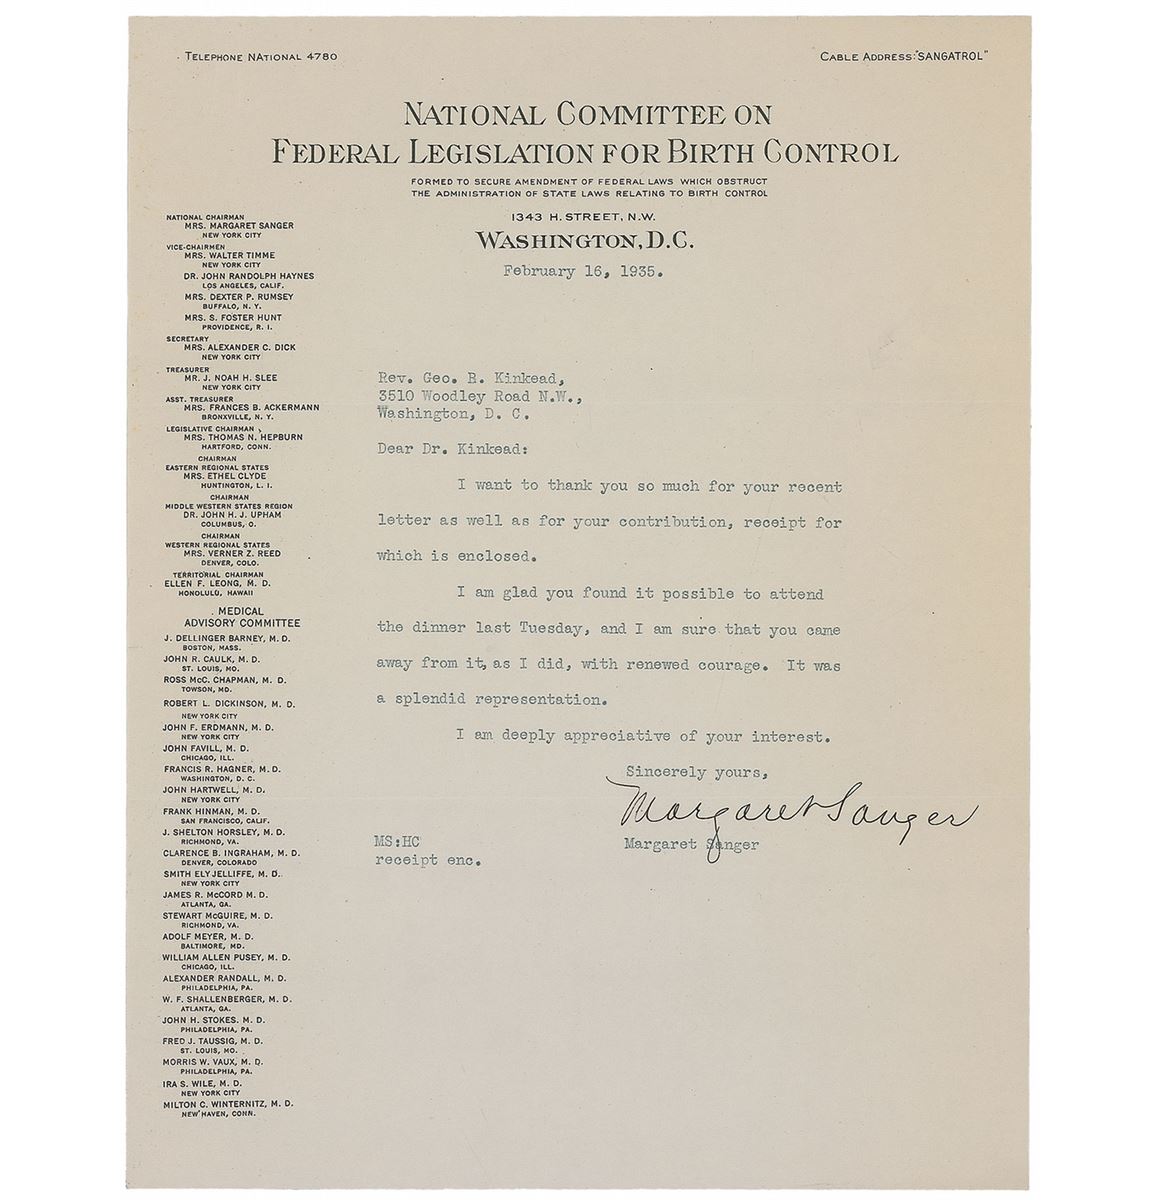 TELEPHONE NATIONAL 4780
CABLE ADDRESS: "SANGATROL"
NATIONAL COMMITTEE ON
FEDERAL LEGISLATION FOR BIRTH CONTROL
FORMED TO SECURE AMENDMENT OF FEDERAL LAWS WHICH OBSTRUCT
THE ADMINISTRATION OF STATE LAWS RELATING TO BIRTH CONTROL
1343 H. STREET, N.W.
WASHINGTON, D.C.
February 16, 1935.
NATIONAL CHAIRMAN
MRS. MARGARET SANGER
NEW YORK CITY
VICE-CHAIRMEN
MRS. WALTER TIMME
NEW YORK CITY
DR. JOHN RANDOLPH HAYNES
LOS ANGELES, CALIF.
MRS. DEXTER P. RUMSEY
BUFFALO, N. Y.
MRS. S. FOSTER HUNT
PROVIDENCE, R. I.
SECRETARY
MRS. ALEXANDER C. DICK
NEW YORK CITY
TREASURER
MR. J. NOAH H. SLEE
NEW YORK CITY
ASST. TREASURER
MRS. FRANCES B. ACKERMANN
BRONXVILLE, N. Y.
LEGISLATIVE CHAIRMAN
MRS. THOMAS N. HEPBURN
HARTFORD, CONN.
CHAIRMAN
EASTERN REGIONAL STATES
MRS. ETHEL CLYDE
HUNTINGTON, L. I.
CHAIRMAN
MIDDLE WESTERN STATES REGION
DR. JOHN H. J. UPHAM
COLUMBUS, O.
CHAIRMAN
WESTERN REGIONAL STATES
MRS. VERNER Z. REED
DENVER, COLO.
TERRITORIAL CHAIRMAN
ELLEN F. LEONG, M. D.
HONOLULU, HAWAII
MEDICAL
ADVISORY COMMITTEE
J. DELLINGER BARNEY, M. D.
BOSTON, MASS.
JOHN R. CAULK, M. D.
ST. LOUIS, MO.
ROSS McC. CHAPMAN, M. D.
TOWSON, MD.
ROBERT L. DICKINSON, M. D.
NEW YORK CITY
JOHN F. ERDMANN, M. D.
NEW YORK CITY
JOHN FAVILL, M. D.
CHICAGO, ILL.
FRANCIS R. HAGNER, M. D.
WASHINGTON, D. C.
JOHN HARTWELL, M. D.
NEW YORK CITY
FRANK HINMAN, M. D.
SAN FRANCISCO, CALIF.
J. SHELTON HORSLEY, M. D.
RICHMOND, VA.
CLARENCE B. INGRAHAM, M. D.
DENVER, COLORADO
SMITH ELY JELLIFFE, M. D.
NEW YORK CITY
JAMES R. McCORD M. D.
ATLANTA, GA.
STEWART McGUIRE, M. D.
RICHMOND, VA.
ADOLF MEYER, M. D.
BALTIMORE, MD.
WILLIAM ALLEN PUSEY, M. D.
CHICAGO, ILL.
ALEXANDER RANDALL, M. D.
PHILADELPHIA, PA.
W. F. SHALLENBERGER, M. D.
ATLANTA, GA.
JOHN H. STOKES. M. D.
PHILADELPHIA, PA.
FRED J. TAUSSIG, M. D.
ST. LOUIS, MO.
MORRIS W. VAUX, M. D.
PHILADELPHIA, PA.
IRA S. WILE, M. D.
NEW YORK CITY
MILTON C. WINTERNITZ, M. D.
NEW HAVEN, CONN.
Rev. Geo. B. Kinkead,
3510 Woodley Road N.W.,
Washington, D. C.
Dear Dr. Kinkead:
I want to thank you so much for your recent
letter as well as for your contribution, receipt for
which is enclosed.
I am glad you found it possible to attend
the dinner last Tuesday, and I am sure that you came
away from it, as I did, with renewed courage. It was
a splendid representation.
I am deeply appreciative of your interest.
Sincerely yours,
Margaret Sanger
Margaret Sanger
MS:HC
receipt enc.